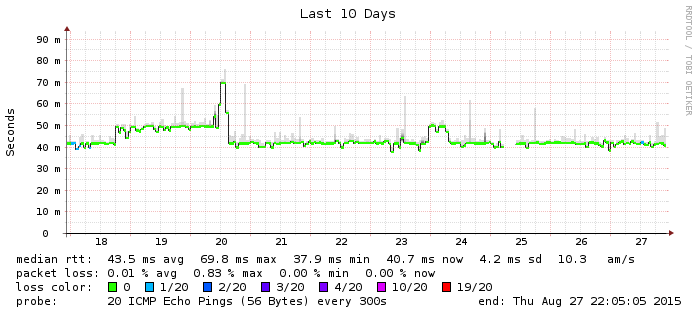 Last 10 Days
RRDTOOL / TOBI OETIKER
Seconds
90 m
80 m
70 m
60 m
50 m
40 m
30 m
20 m
10 m
0
18 19 20 21 22 23 24 25 26 27
median rtt: 43.5 ms avg 69.8 ms max 37.9 ms min 40.7 ms now 4.2 ms sd 10.3 am/s
packet loss: 0.01 % avg 0.83 % max 0.00 % min 0.00 % now
loss color: 0 1/20 2/20 3/20 4/20 10/20 19/20
probe: 20 ICMP Echo Pings (56 Bytes) every 300s end: Thu Aug 27 22:05:05 2015